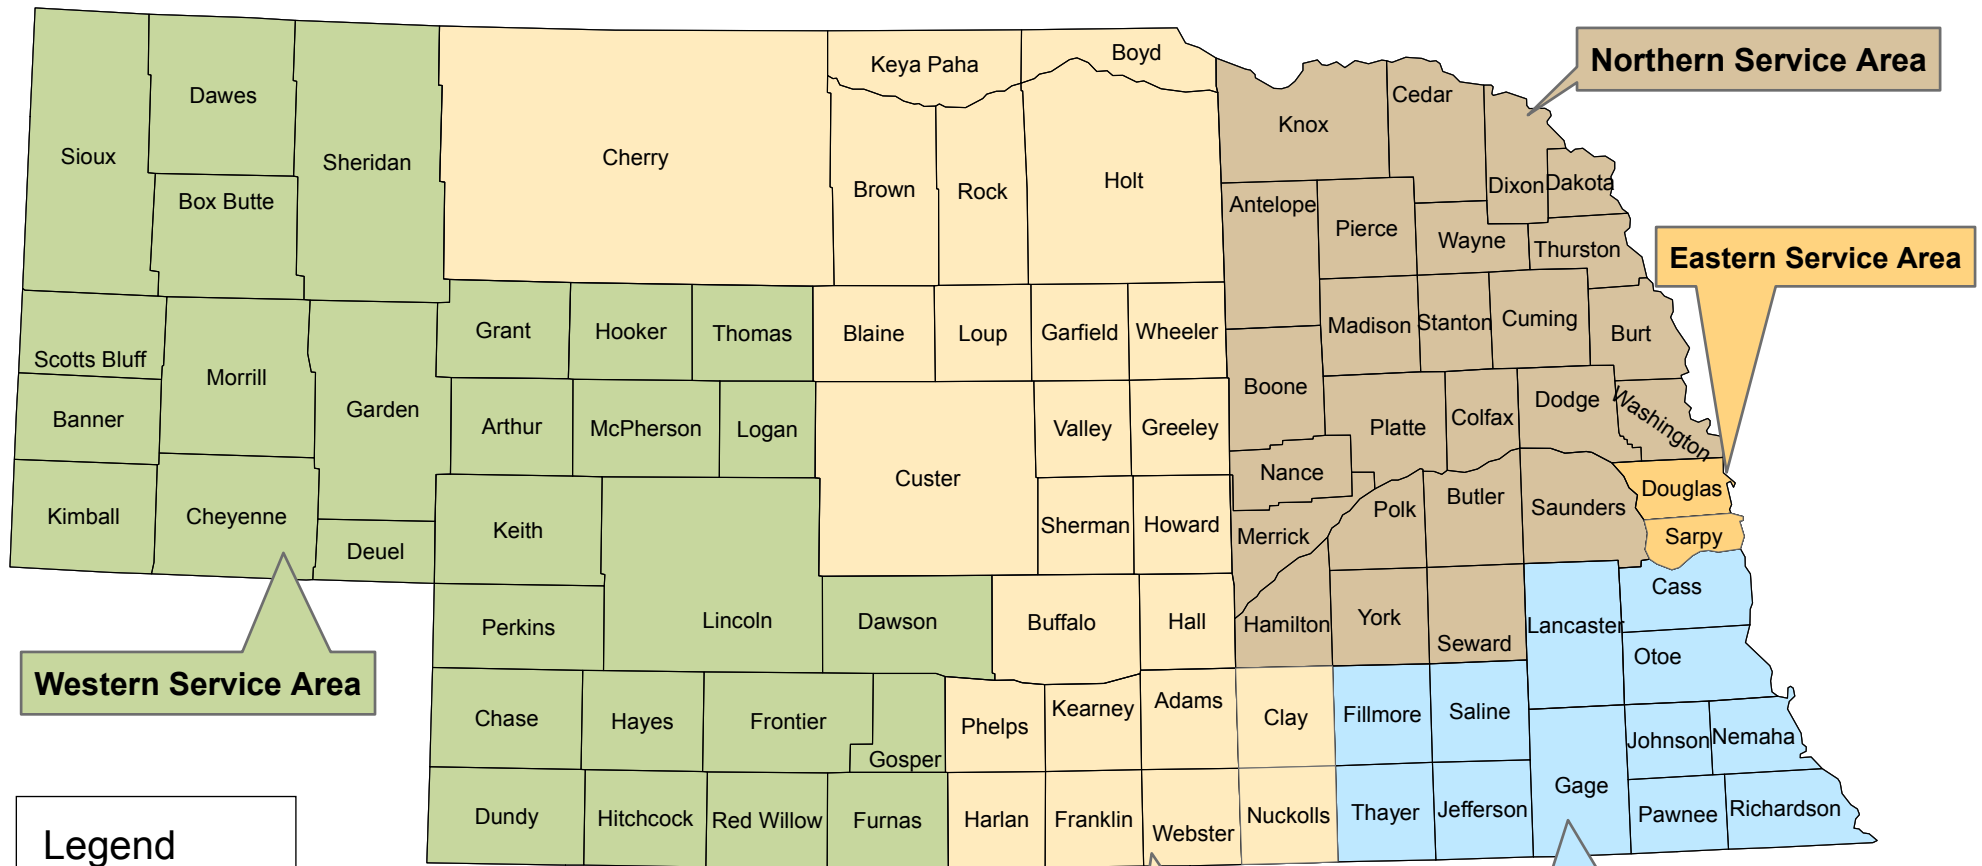 Boyd
Keya Paha
Northern Service Area
Dawes
Cedar
Knox
Sioux
Sheridan
Cherry
Brown
Rock
Holt
Dixon
Dakota
Box Butte
Antelope
Pierce
Wayne
Thurston
Eastern Service Area
Grant
Hooker
Thomas
Blaine
Loup
Garfield
Wheeler
Madison
Stanton
Cuming
Burt
Scotts Bluff
Morrill
Boone
Garden
Banner
Arthur
McPherson
Logan
Valley
Greeley
Platte
Colfax
Dodge
Washington
Custer
Nance
Douglas
Kimball
Cheyenne
Keith
Sherman
Howard
Merrick
Polk
Butler
Saunders
Sarpy
Deuel
Cass
Perkins
Lincoln
Dawson
Buffalo
Hall
Hamilton
York
Seward
Lancaster
Otoe
Western Service Area
Chase
Hayes
Frontier
Gosper
Phelps
Kearney
Adams
Clay
Fillmore
Saline
Johnson
Nemaha
Dundy
Hitchcock
Red Willow
Furnas
Harlan
Franklin
Webster
Nuckolls
Thayer
Jefferson
Gage
Pawnee
Richardson
Legend